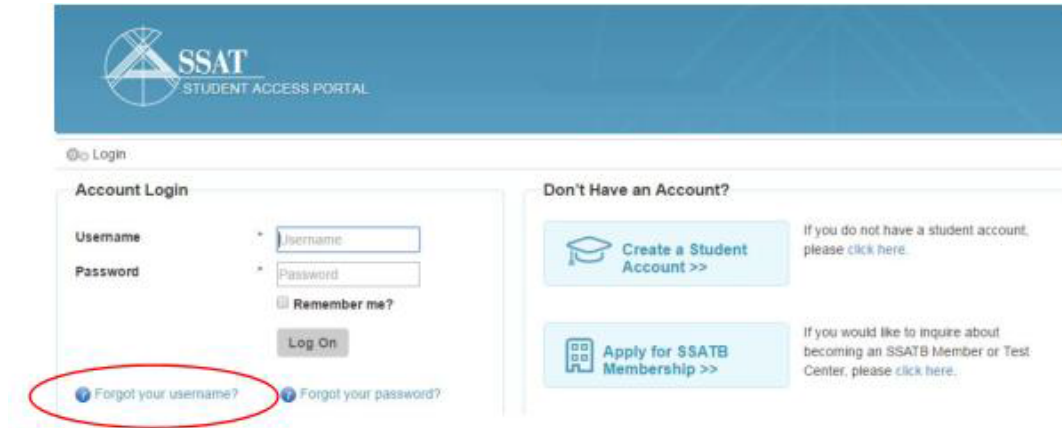 SSAT
STUDENT ACCESS PORTAL
Login
Account Login
Username * Username
Password * Password
Remember me?
Log On
Forgot your username? Forgot your password?
Don't Have an Account?
Create a Student
Account >>
If you do not have a student account,
please click here.
Apply for SSATB
Membership >>
If you would like to inquire about
becoming an SSATB Member or Test
Center, please click here.